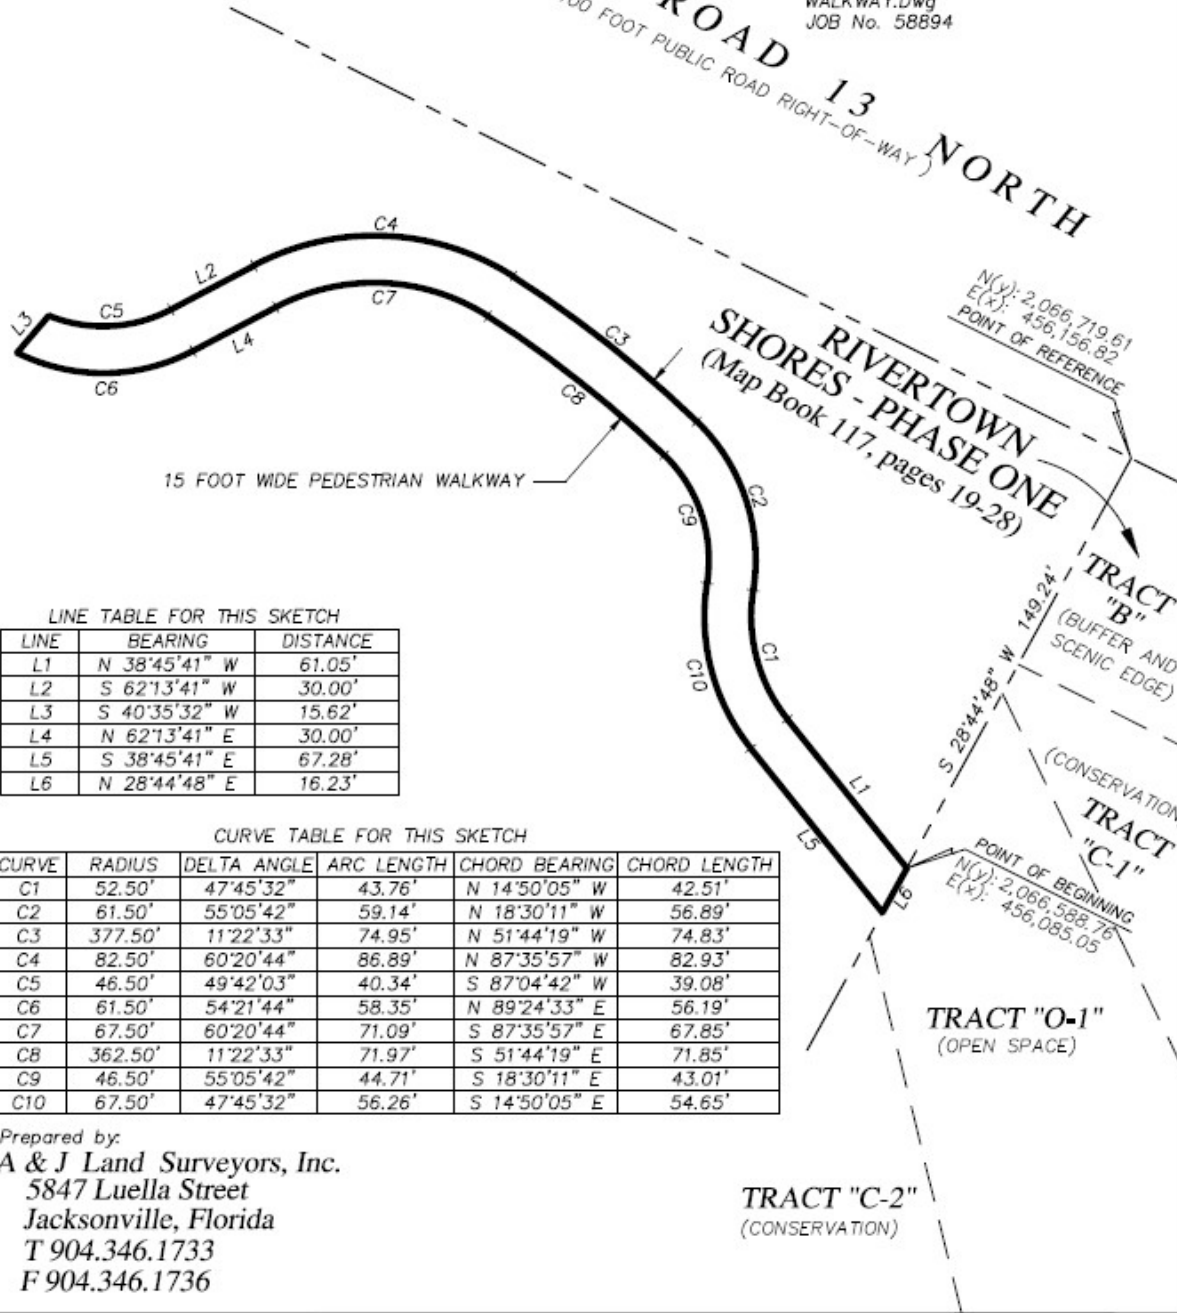 WALKWAY.Dwg
JOB No. 58894
ROAD 13 NORTH
FOOT PUBLIC ROAD RIGHT-OF-WAY )
N(y): 2,066,719.61
E(x): 456,156.82
POINT OF REFERENCE
RIVERTOWN
SHORES - PHASE ONE
(Map Book 117, pages 19-28)
C4
L2
C5
C7
L3
L4
C6
C3
C8
15 FOOT WIDE PEDESTRIAN WALKWAY
C2
C9
C1
C10
L1
L5
L6
S 28°44'48" W 149.24'
TRACT
"B"
(BUFFER AND
SCENIC EDGE)
(CONSERVATION
TRACT
"C-1"
POINT OF BEGINNING
N(y): 2,066,588.76
E(x): 456,085.05
LINE TABLE FOR THIS SKETCH
LINE BEARING DISTANCE
L1 N 38°45'41" W 61.05'
L2 S 62°13'41" W 30.00'
L3 S 40°35'32" W 15.62'
L4 N 62°13'41" E 30.00'
L5 S 38°45'41" E 67.28'
L6 N 28°44'48" E 16.23'
CURVE TABLE FOR THIS SKETCH
CURVE RADIUS DELTA ANGLE ARC LENGTH CHORD BEARING CHORD LENGTH
C1 52.50' 47°45'32" 43.76' N 14°50'05" W 42.51'
C2 61.50' 55°05'42" 59.14' N 18°30'11" W 56.89'
C3 377.50' 11°22'33" 74.95' N 51°44'19" W 74.83'
C4 82.50' 60°20'44" 86.89' N 87°35'57" W 82.93'
C5 46.50' 49°42'03" 40.34' S 87°04'42" W 39.08'
C6 61.50' 54°21'44" 58.35' N 89°24'33" E 56.19'
C7 67.50' 60°20'44" 71.09' S 87°35'57" E 67.85'
C8 362.50' 11°22'33" 71.97' S 51°44'19" E 71.85'
C9 46.50' 55°05'42" 44.71' S 18°30'11" E 43.01'
C10 67.50' 47°45'32" 56.26' S 14°50'05" E 54.65'
TRACT "O-1"
(OPEN SPACE)
Prepared by:
A & J Land Surveyors, Inc.
5847 Luella Street
Jacksonville, Florida
T 904.346.1733
F 904.346.1736
TRACT "C-2"
(CONSERVATION)